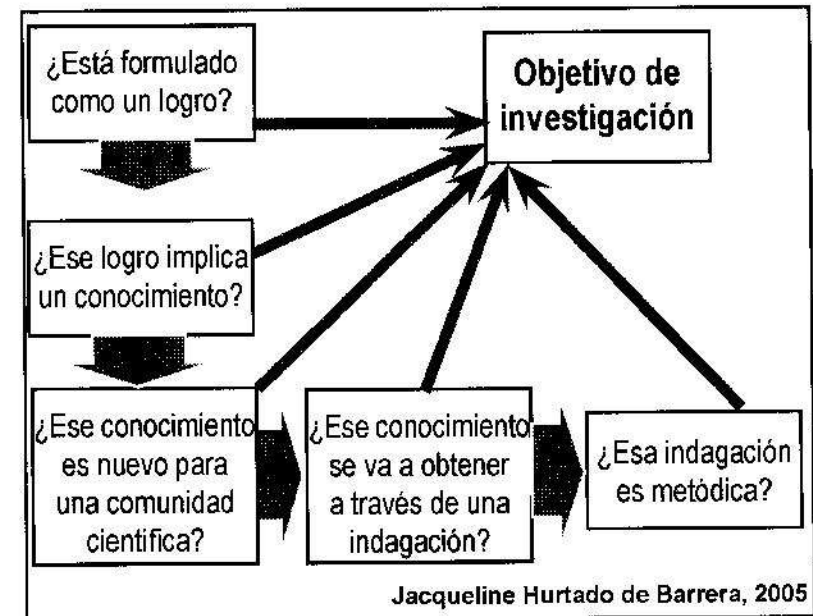 ¿Está formulado
como un logro?
Objetivo de
investigación
¿Ese logro implica
un conocimiento?
¿Ese conocimiento
es nuevo para
una comunidad
científica?
¿Ese conocimiento
se va a obtener
a través de una
indagación?
¿Esa indagación
es metódica?
Jacqueline Hurtado de Barrera, 2005